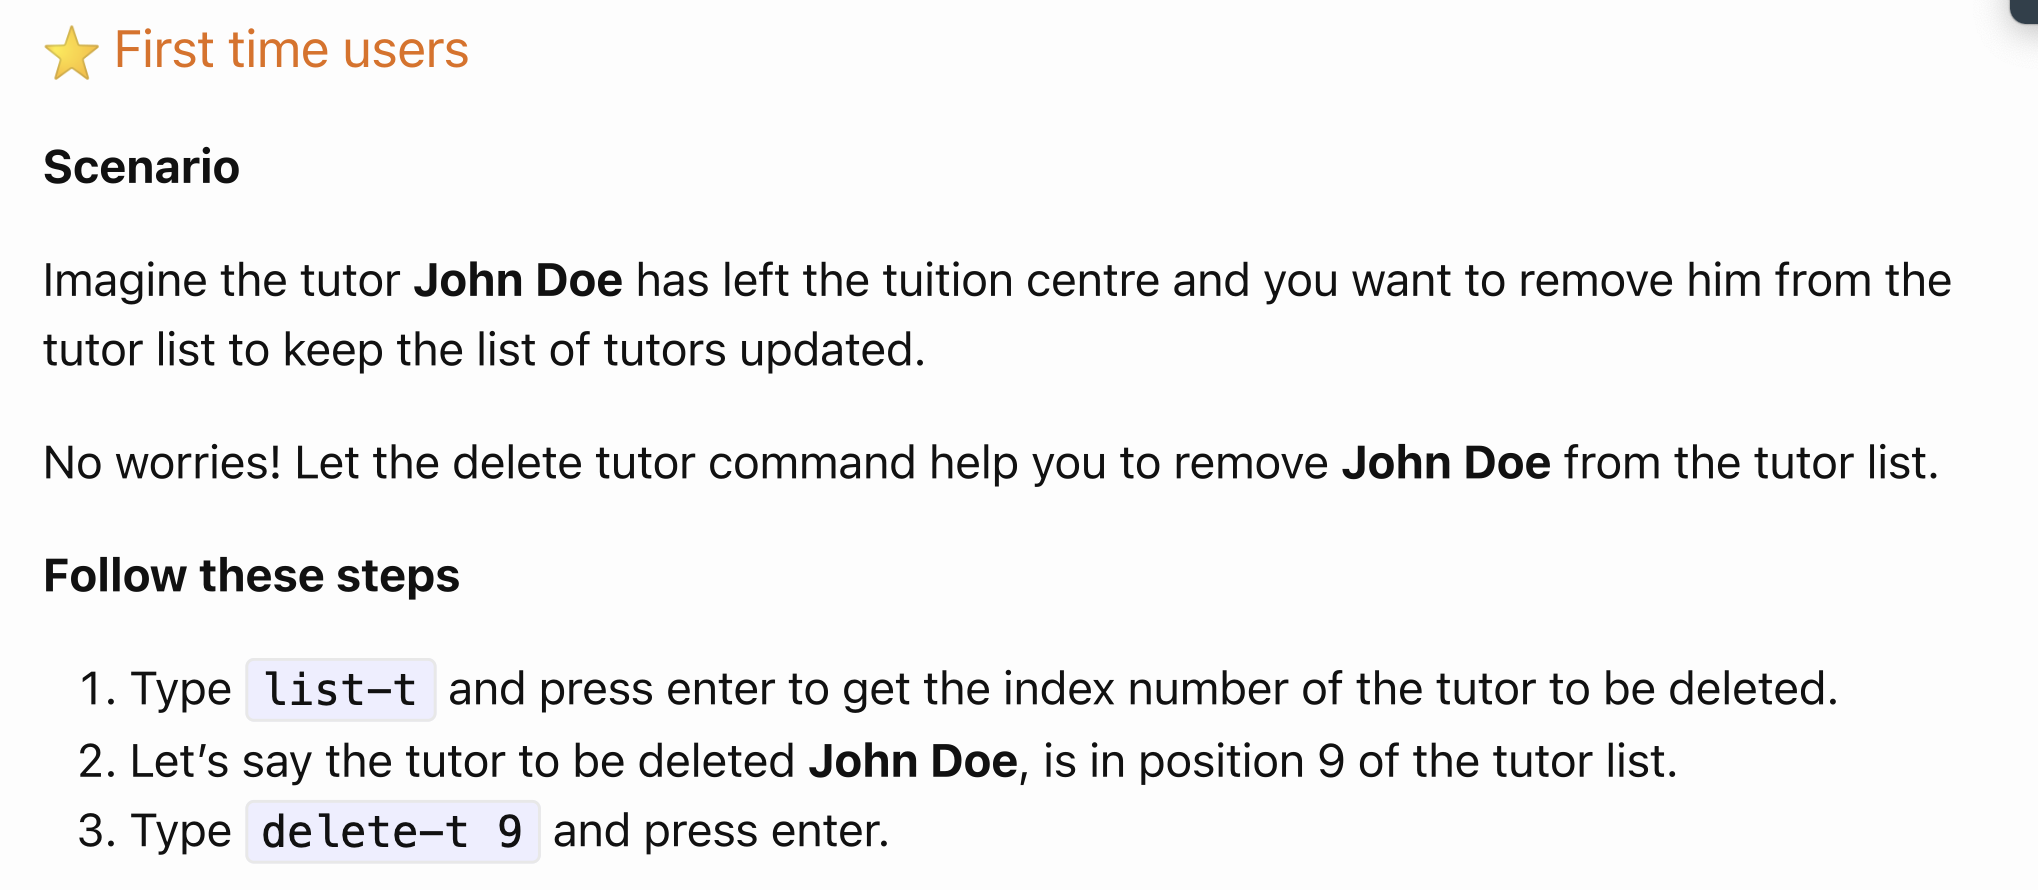 ⭐ First time users
Scenario
Imagine the tutor John Doe has left the tuition centre and you want to remove him from the
tutor list to keep the list of tutors updated.
No worries! Let the delete tutor command help you to remove John Doe from the tutor list.
Follow these steps
1. Type list-t and press enter to get the index number of the tutor to be deleted.
2. Let’s say the tutor to be deleted John Doe, is in position 9 of the tutor list.
3. Type delete-t 9 and press enter.